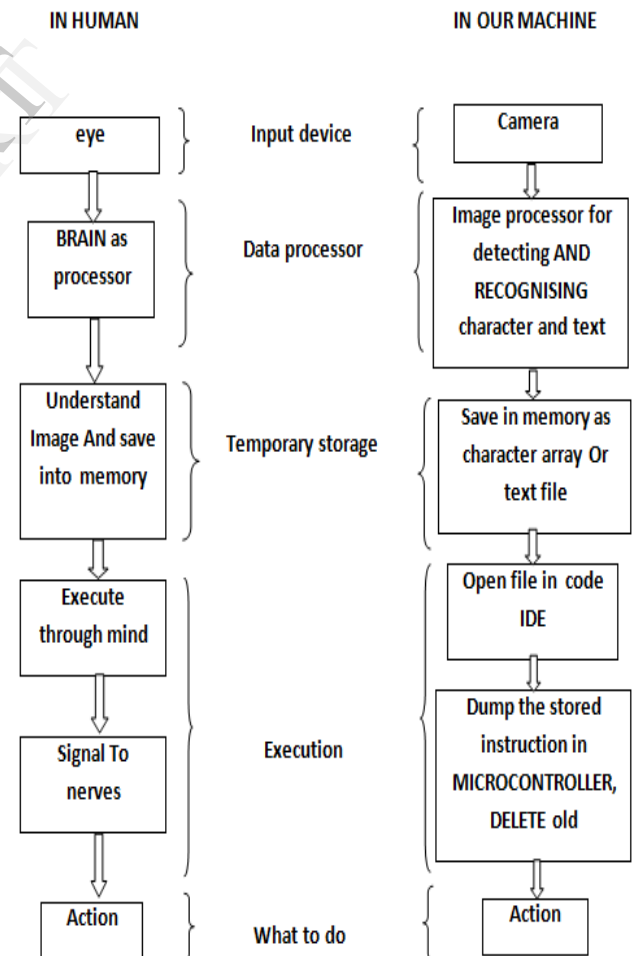 IN HUMAN
IN OUR MACHINE
eye
Input device
Camera
BRAIN as
processor
Data processor
Image processor for
detecting AND
RECOGNISING
character and text
Understand
Image And save
into memory
Temporary storage
Save in memory as
character array Or
text file
Execute
through mind
Open file in code
IDE
Signal To
nerves
Execution
Dump the stored
instruction in
MICROCONTROLLER,
DELETE old
Action
What to do
Action